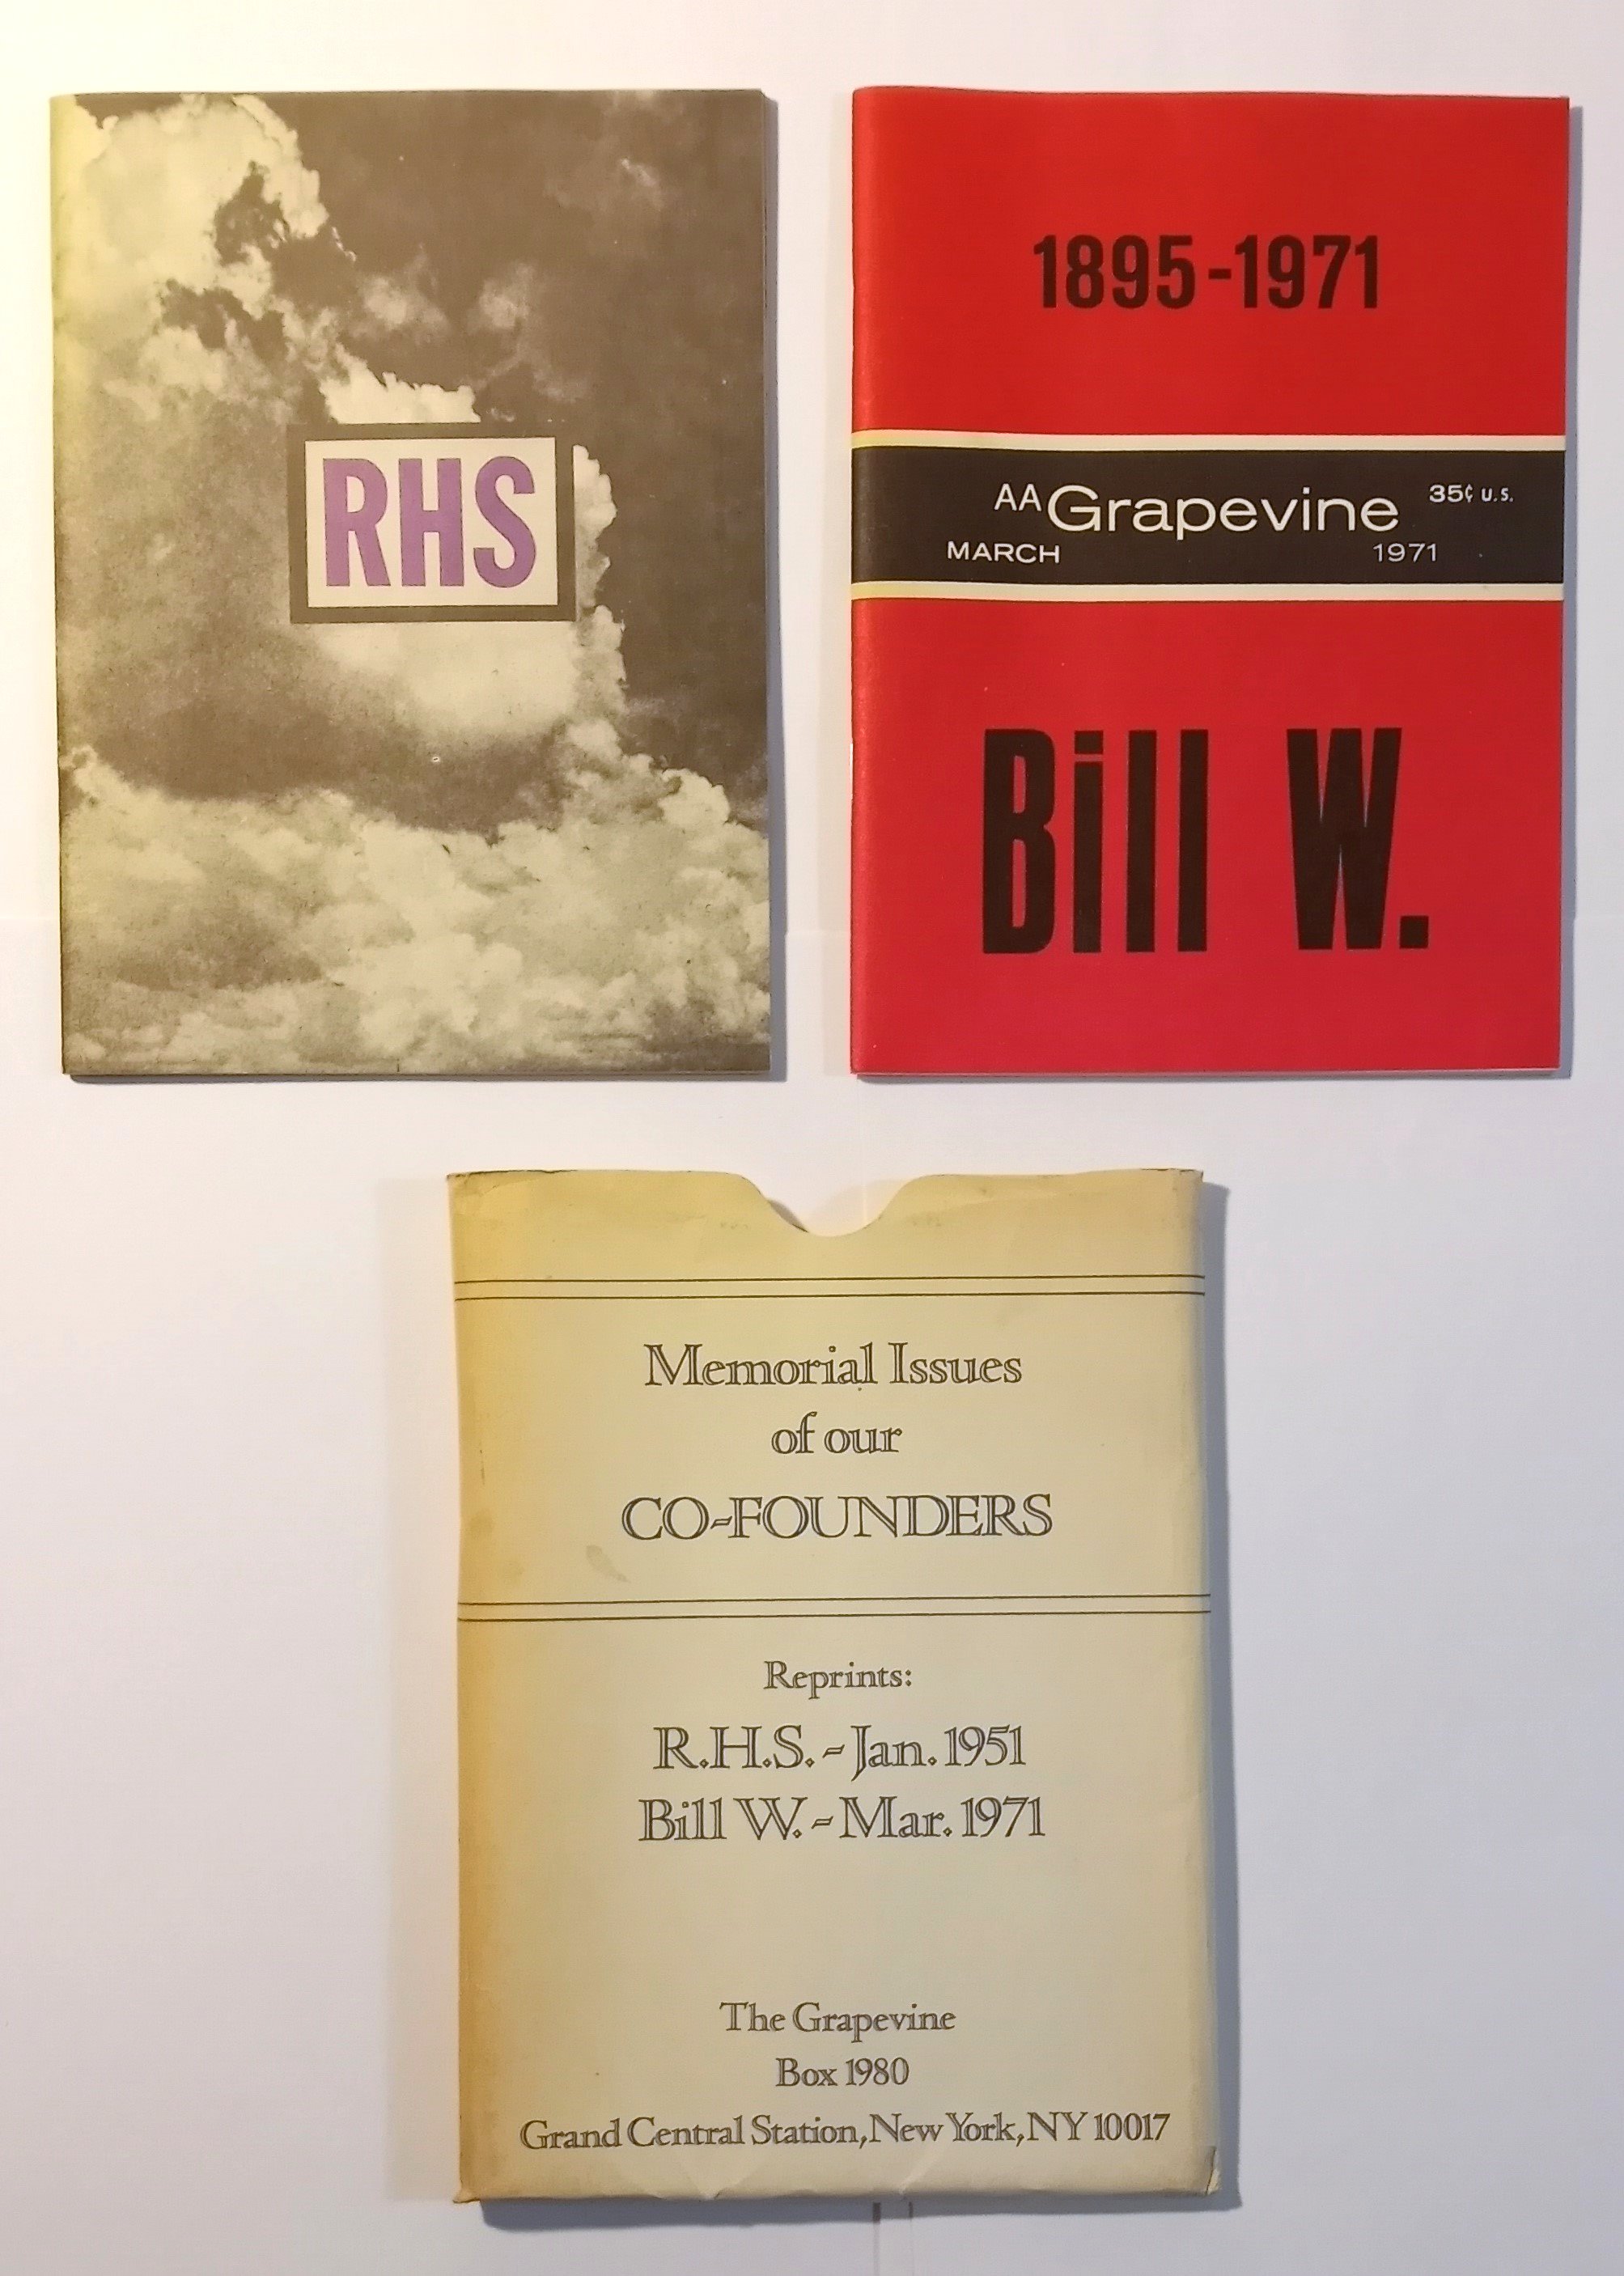 RHS
1895-1971
AA Grapevine 35¢ U.S.
MARCH 1971
Bill W.
Memorial Issues
of our
CO-FOUNDERS
Reprints:
R.H.S. - Jan. 1951
Bill W. - Mar. 1971
The Grapevine
Box 1980
Grand Central Station, New York, NY 10017